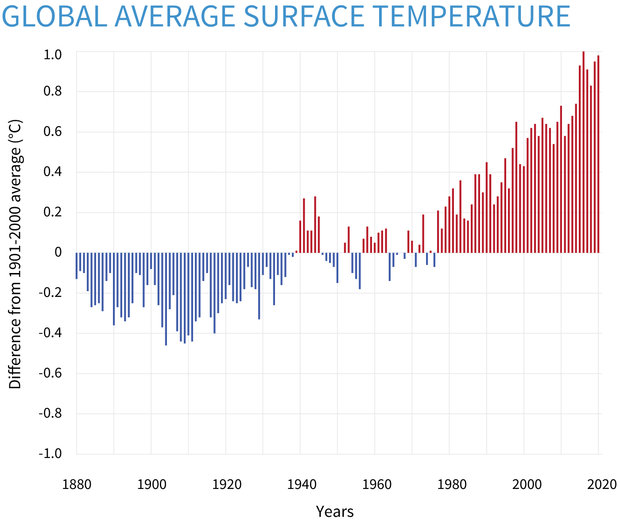 GLOBAL AVERAGE SURFACE TEMPERATURE
Difference from 1901-2000 average (°C)
1.0
0.8
0.6
0.4
0.2
0
-0.2
-0.4
-0.6
-0.8
-1.0
1880 1900 1920 1940 1960 1980 2000 2020
Years